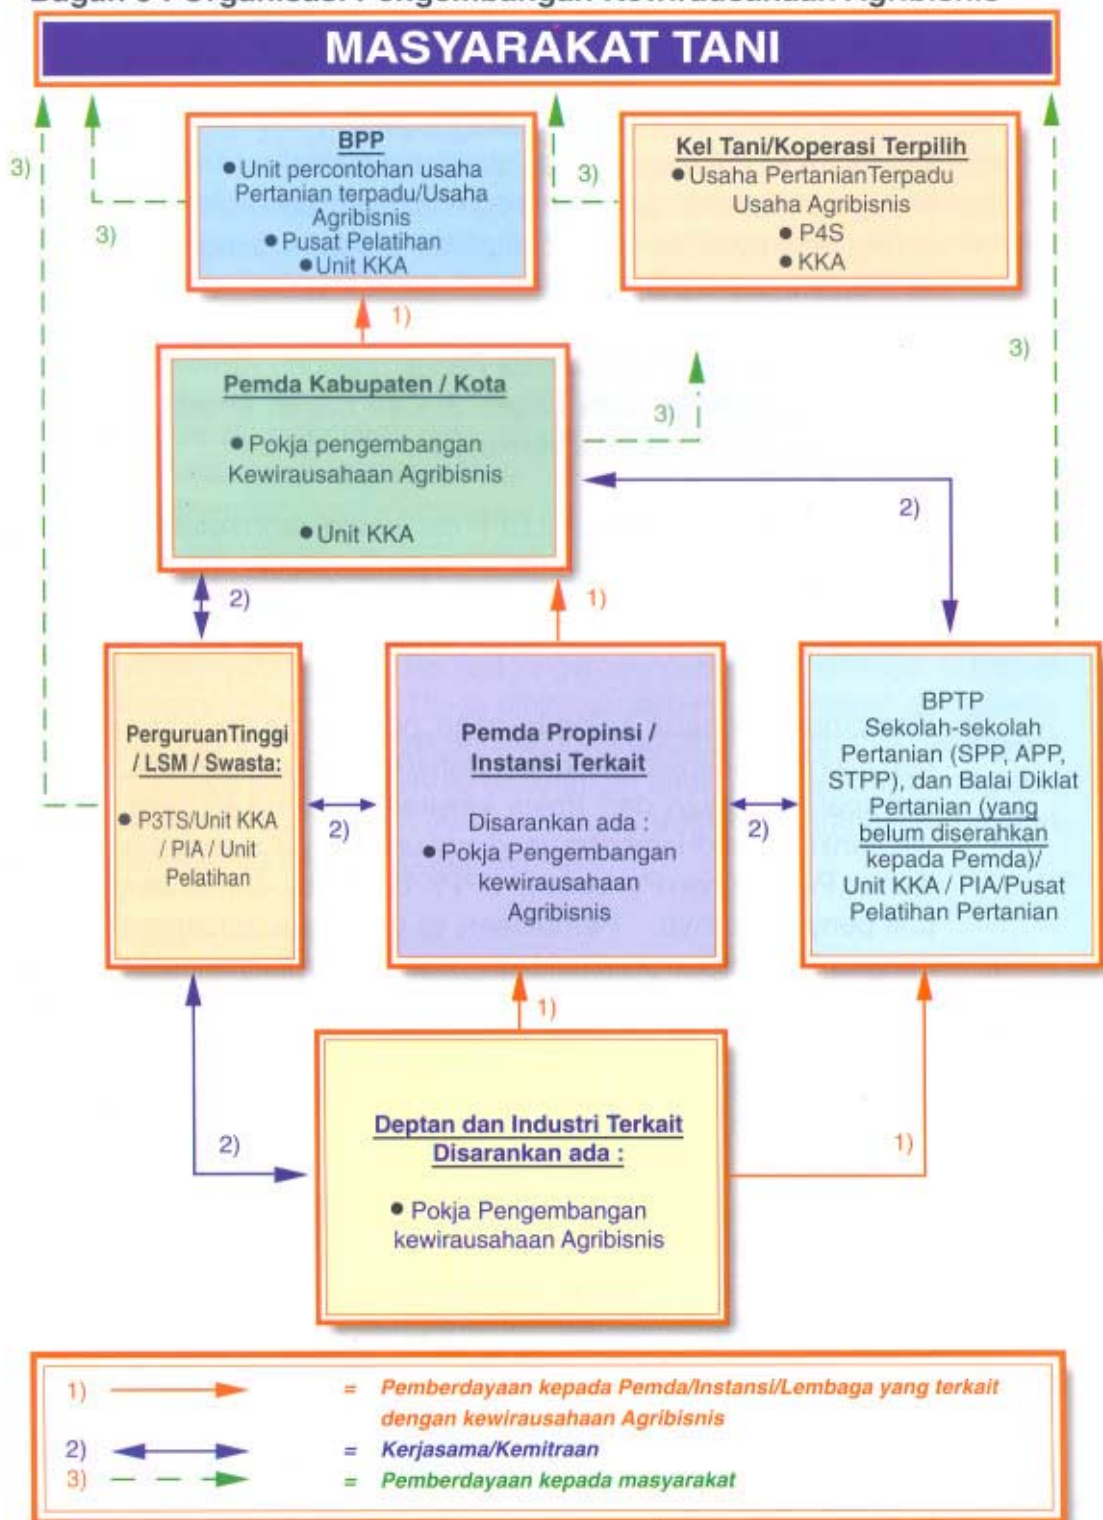 MASYARAKAT TANI
BPP
● Unit percontohan usaha
Pertanian terpadu/Usaha
Agribisnis
● Pusat Pelatihan
● Unit KKA
Kel Tani/Koperasi Terpilih
● Usaha PertanianTerpadu
Usaha Agribisnis
● P4S
● KKA
3)
3)
3)
1)
3)
Pemda Kabupaten / Kota
● Pokja pengembangan
Kewirausahaan Agribisnis
● Unit KKA
3)
2)
2)
1)
PerguruanTinggi
/ LSM / Swasta:
● P3TS/Unit KKA
/ PIA / Unit
Pelatihan
2)
Pemda Propinsi /
Instansi Terkait
Disarankan ada :
● Pokja Pengembangan
kewirausahaan
Agribisnis
2)
BPTP
Sekolah-sekolah
Pertanian (SPP, APP,
STPP), dan Balai Diklat
Pertanian (yang
belum diserahkan
kepada Pemda)/
Unit KKA / PIA/Pusat
Pelatihan Pertanian
1)
2)
Deptan dan Industri Terkait
Disarankan ada :
● Pokja Pengembangan
kewirausahaan Agribisnis
1)
1) = Pemberdayaan kepada Pemda/Instansi/Lembaga yang terkait
dengan kewirausahaan Agribisnis
2) = Kerjasama/Kemitraan
3) = Pemberdayaan kepada masyarakat